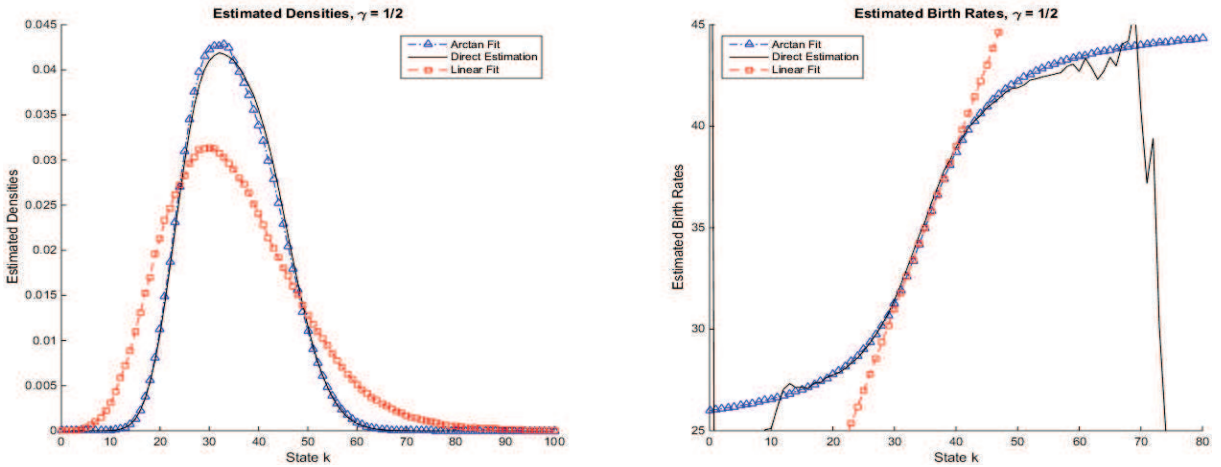 Estimated Densities, γ = 1/2
0.045
0.04
0.035
0.03
0.025
0.02
0.015
0.01
0.005
0
Estimated Densities
Arctan Fit
Direct Estimation
Linear Fit
0 10 20 30 40 50 60 70 80 90 100
State k
Estimated Birth Rates, γ = 1/2
45
40
35
30
25
Estimated Birth Rates
Arctan Fit
Direct Estimation
Linear Fit
0 10 20 30 40 50 60 70 80
State k